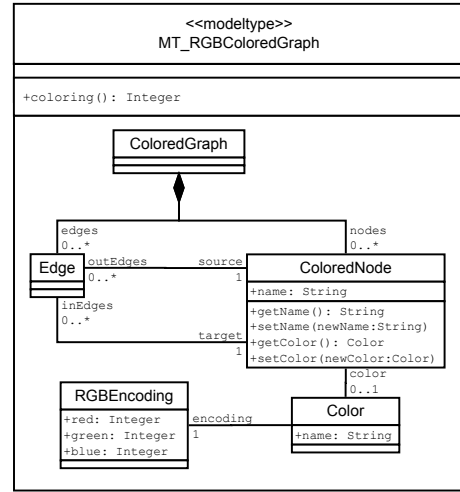 <<modeltype>>
MT_RGBColoredGraph
+coloring(): Integer
ColoredGraph
edges
0..*
nodes
0..*
Edge
outEdges
0..*
source
1
ColoredNode
+name: String
+getName(): String
+setName(newName:String)
+getColor(): Color
+setColor(newColor:Color)
inEdges
0..*
target
1
color
0..1
RGBEncoding
+red: Integer
+green: Integer
+blue: Integer
encoding
1
Color
+name: String